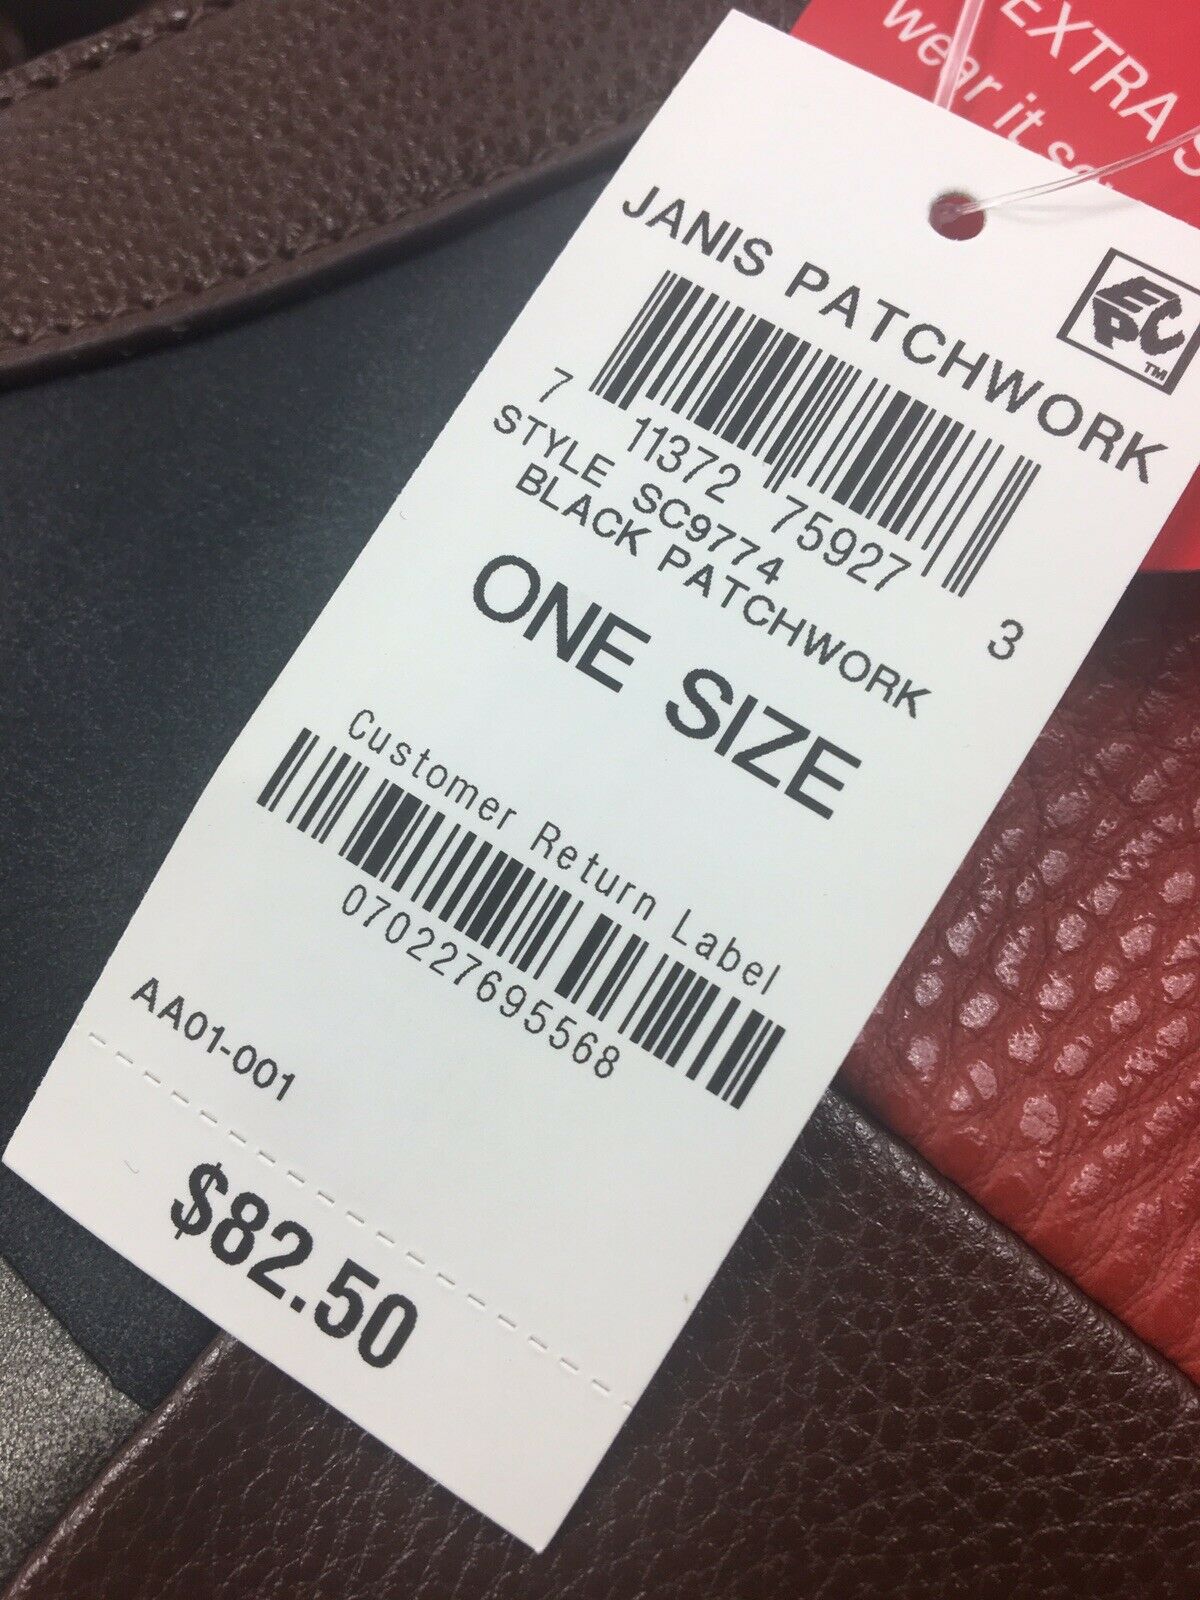 EXTRA
wear it
JANIS PATCHWORK
ECP™
7 11372 75927 3
STYLE SC9774
BLACK PATCHWORK
ONE SIZE
Customer Return Label
070227695568
AA01-001
$82.50